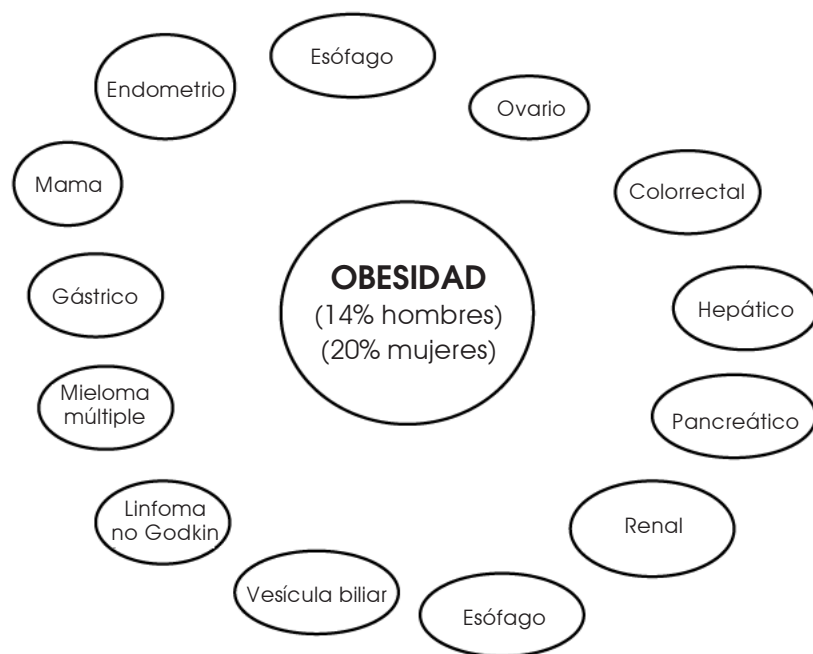 Esófago
Endometrio
Ovario
Mama
Colorrectal
OBESIDAD
(14% hombres)
(20% mujeres)
Gástrico
Hepático
Mieloma
múltiple
Pancreático
Linfoma
no Godkin
Renal
Vesícula biliar
Esófago